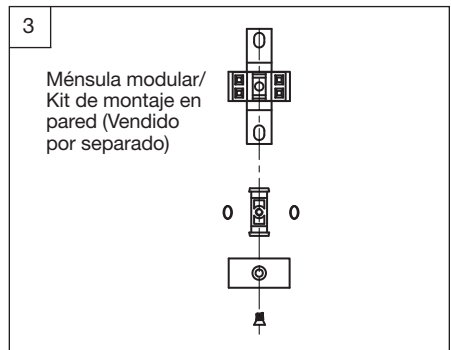 3
Ménsula modular/
Kit de montaje en
pared (Vendido
por separado)